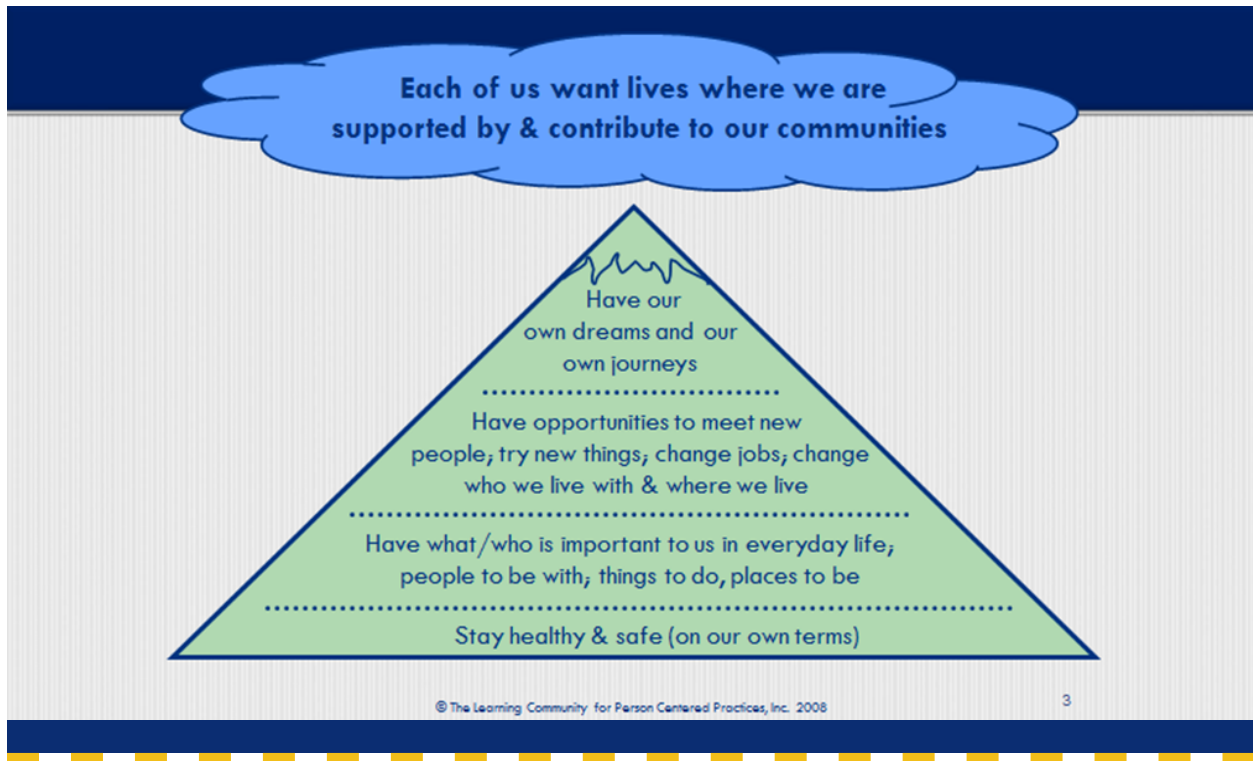 Each of us want lives where we are
supported by & contribute to our communities
Have our
own dreams and our
own journeys
Have opportunities to meet new
people; try new things; change jobs; change
who we live with & where we live
Have what/who is important to us in everyday life;
people to be with; things to do, places to be
Stay healthy & safe (on our own terms)
© The Learning Community for Person Centered Practices, Inc. 2008
3